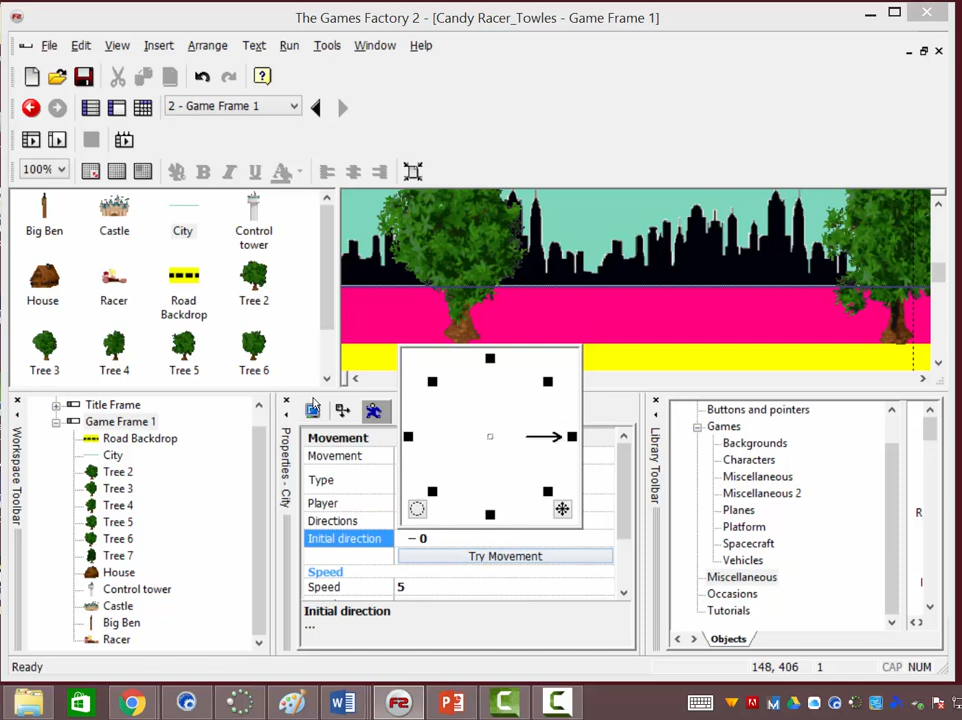 The Games Factory 2 - [Candy Racer_Towles - Game Frame 1]
File Edit View Insert Arrange Text Run Tools Window Help
2 - Game Frame 1
100%
B I U A
Big Ben Castle City Control tower
House Racer Road Backdrop Tree 2
Tree 3 Tree 4 Tree 5 Tree 6
Workspace Toolbar
Title Frame
Game Frame 1
Road Backdrop
City
Tree 2
Tree 3
Tree 4
Tree 5
Tree 6
Tree 7
House
Control tower
Castle
Big Ben
Racer
Properties - City
Movement
Movement
Type
Player
Directions
Initial direction 0
Try Movement
Speed
Speed 5
Initial direction
...
Library Toolbar
Buttons and pointers
Games
Backgrounds
Characters
Miscellaneous
Miscellaneous 2
Planes
Platform
Spacecraft
Vehicles
Miscellaneous
Occasions
Tutorials
Objects
R
Ready 148, 406 1 CAP NUM